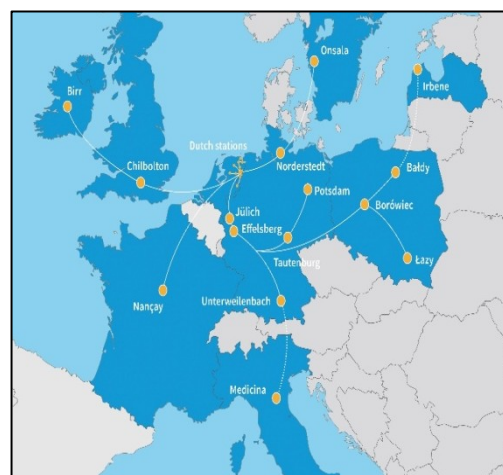 Onsala
Birr
Irbene
Dutch stations
Chilbolton
Norderstedt
Bałdy
Potsdam
Borówiec
Jülich
Effelsberg
Tautenburg
Łazy
Unterweilenbach
Nançay
Medicina